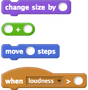 change size by
+
move steps
when loudness >